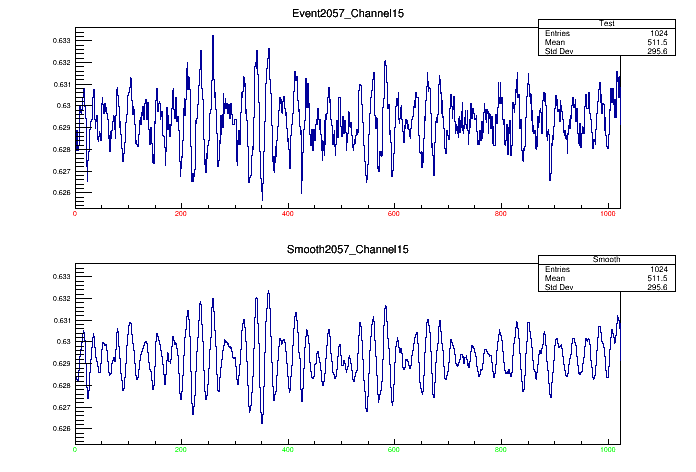 Event2057_Channel15
Test
Entries 1024
Mean 511.5
Std Dev 295.6
0.633
0.632
0.631
0.63
0.629
0.628
0.627
0.626
0 200 400 600 800 1000
Smooth2057_Channel15
Smooth
Entries 1024
Mean 511.5
Std Dev 295.6
0.633
0.632
0.631
0.63
0.629
0.628
0.627
0.626
0 200 400 600 800 1000